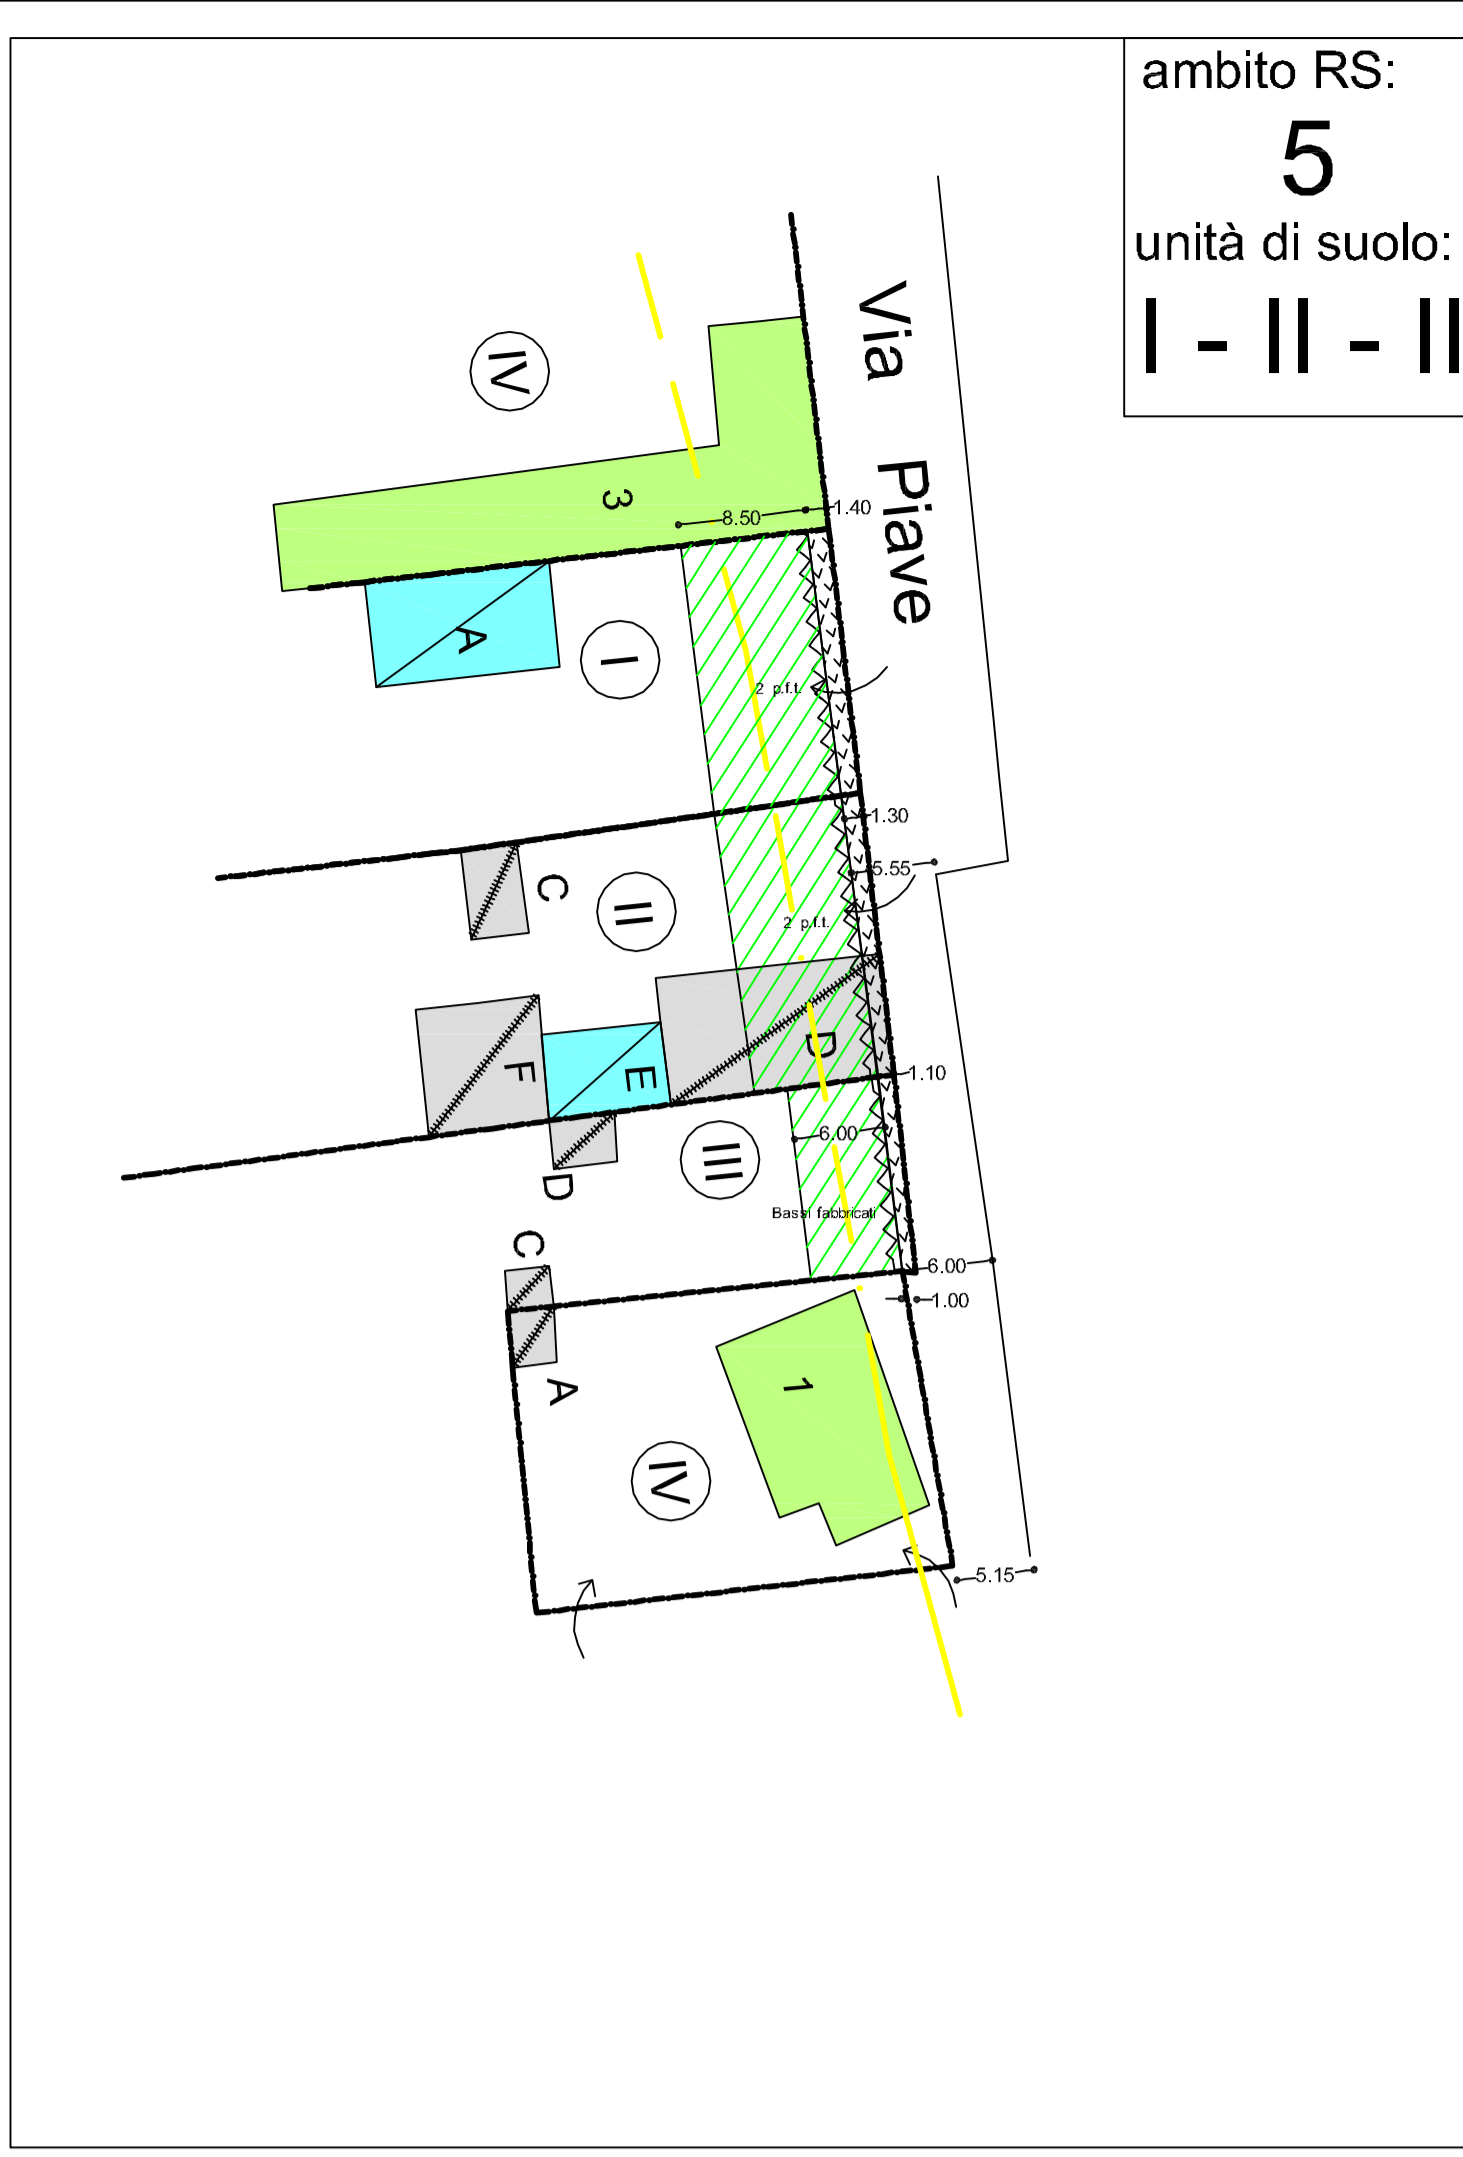 ambito RS:
5
unità di suolo:
I - II - II
Via Piave
IV
3
8.50
1.40
A
I
2 p.f.t.
1.30
5.55
C
II
2 p.f.t.
D
F
E
1.10
6.00
III
D
Bassi fabbricati
C
6.00
1.00
A
1
IV
5.15